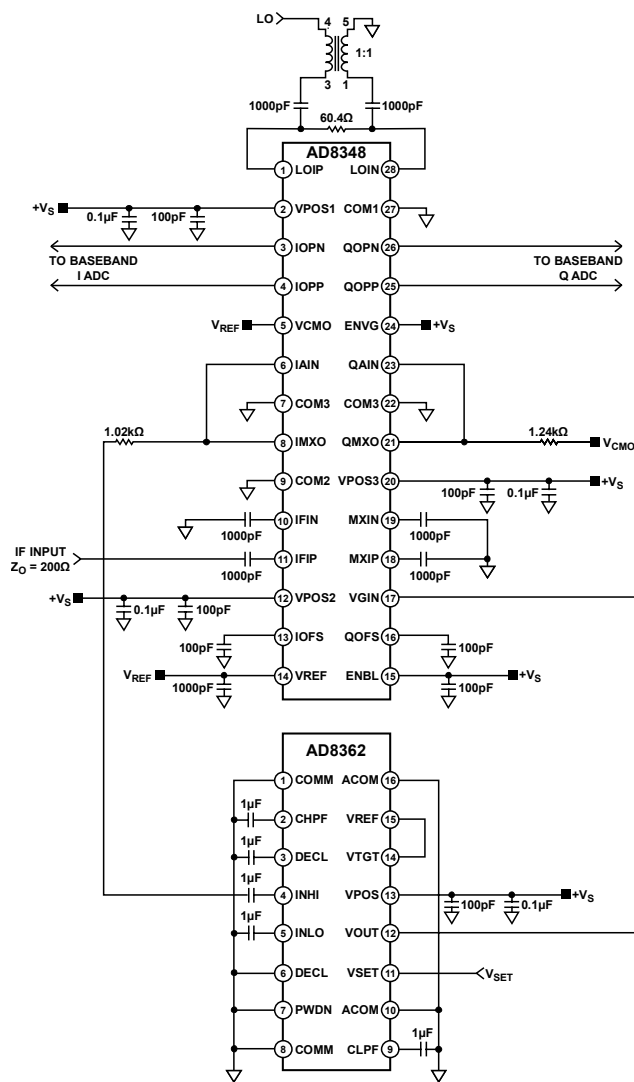 LO
4 5
1:1
3 1
1000pF 1000pF
60.4Ω
AD8348
1 LOIP LOIN 28
+VS 2 VPOS1 COM1 27
0.1µF 100pF
3 IOPN QOPN 26
TO BASEBAND
I ADC
TO BASEBAND
Q ADC
4 IOPP QOPP 25
VREF 5 VCMO ENVG 24 +VS
6 IAIN QAIN 23
7 COM3 COM3 22
1.02kΩ 8 IMXO QMXO 21 1.24kΩ VCMO
9 COM2 VPOS3 20 +VS
100pF 0.1µF
10 IFIN MXIN 19
1000pF 1000pF
IF INPUT
ZO = 200Ω
11 IFIP MXIP 18
1000pF 1000pF
+VS 12 VPOS2 VGIN 17
0.1µF 100pF
13 IOFS QOFS 16
100pF 100pF
VREF 14 VREF ENBL 15 +VS
1000pF 100pF
AD8362
1 COMM ACOM 16
1µF 2 CHPF VREF 15
1µF 3 DECL VTGT 14
1µF 4 INHI VPOS 13 +VS
100pF 0.1µF
1µF 5 INLO VOUT 12
6 DECL VSET 11 VSET
7 PWDN ACOM 10
1µF
8 COMM CLPF 9